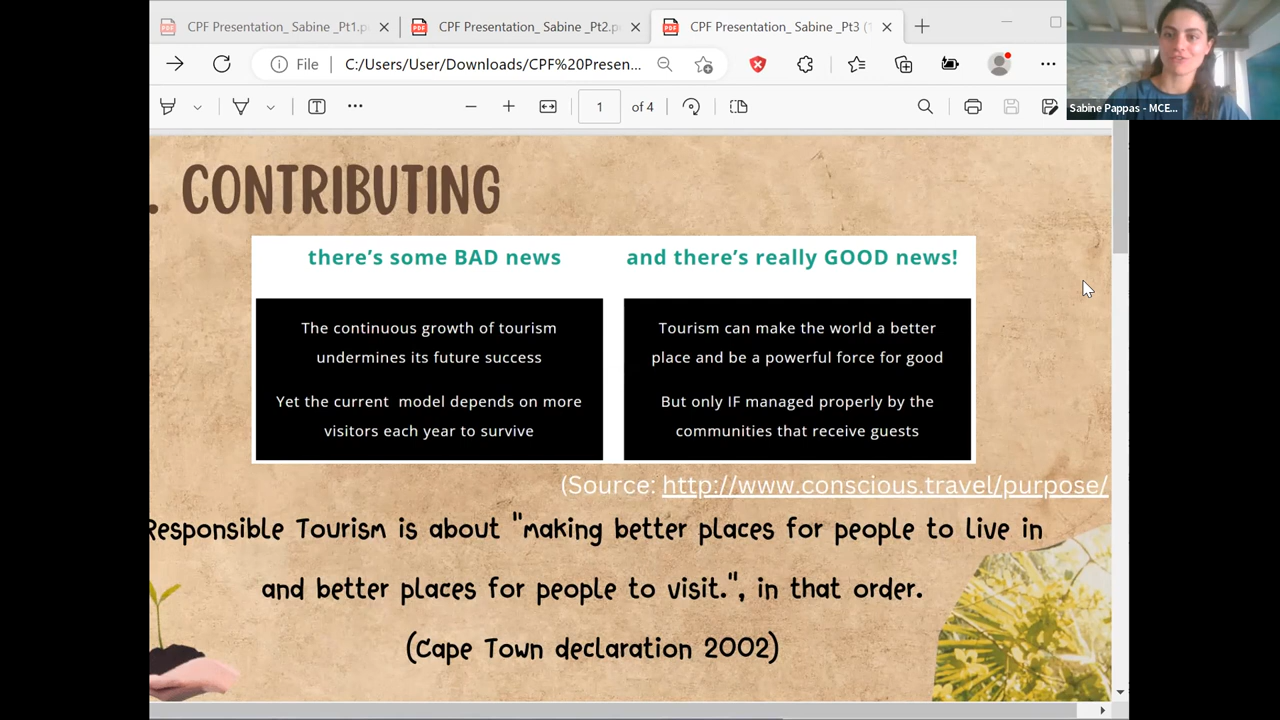 CPF Presentation_ Sabine _Pt1.p
CPF Presentation_ Sabine _Pt2.p
CPF Presentation_ Sabine _Pt3 (1
File
C:/Users/User/Downloads/CPF%20Presen...
1
of 4
Sabine Pappas - MCE...
. CONTRIBUTING
there's some BAD news
The continuous growth of tourism
undermines its future success
Yet the current model depends on more
visitors each year to survive
and there's really GOOD news!
Tourism can make the world a better
place and be a powerful force for good
But only IF managed properly by the
communities that receive guests
(Source: http://www.conscious.travel/purpose/
Responsible Tourism is about "making better places for people to live in
and better places for people to visit.", in that order.
(Cape Town declaration 2002)